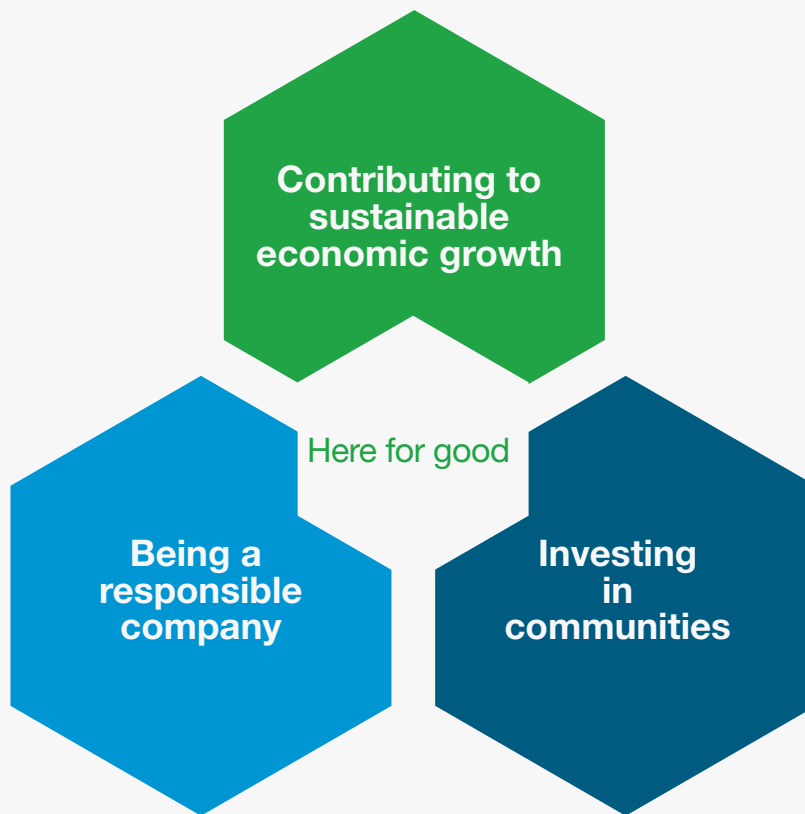 Contributing to
sustainable
economic growth
Here for good
Being a
responsible
company
Investing
in
communities